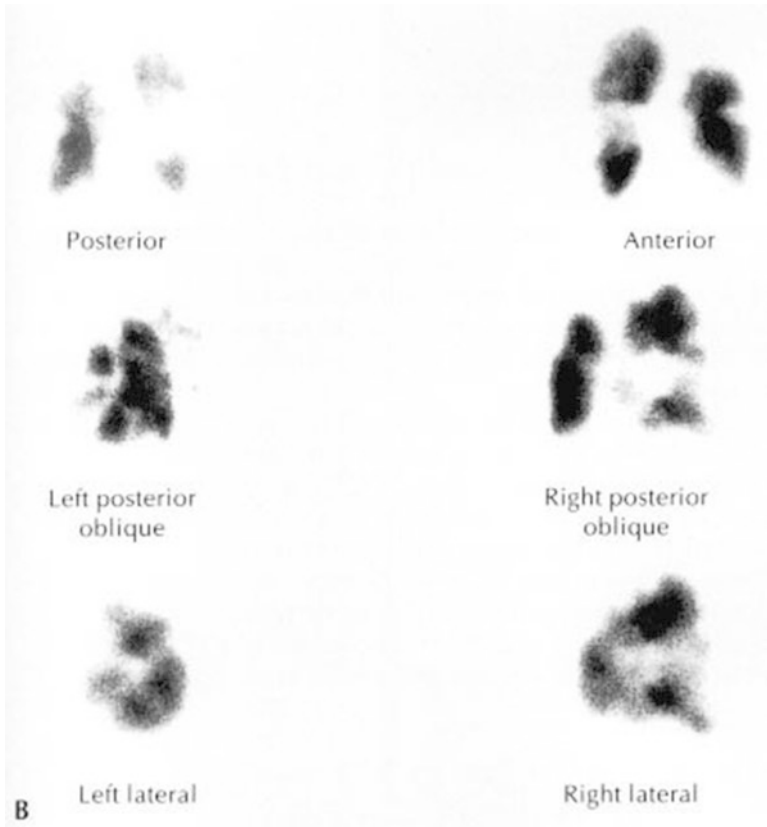 Posterior
Anterior
Left posterior
oblique
Right posterior
oblique
Left lateral
Right lateral
B